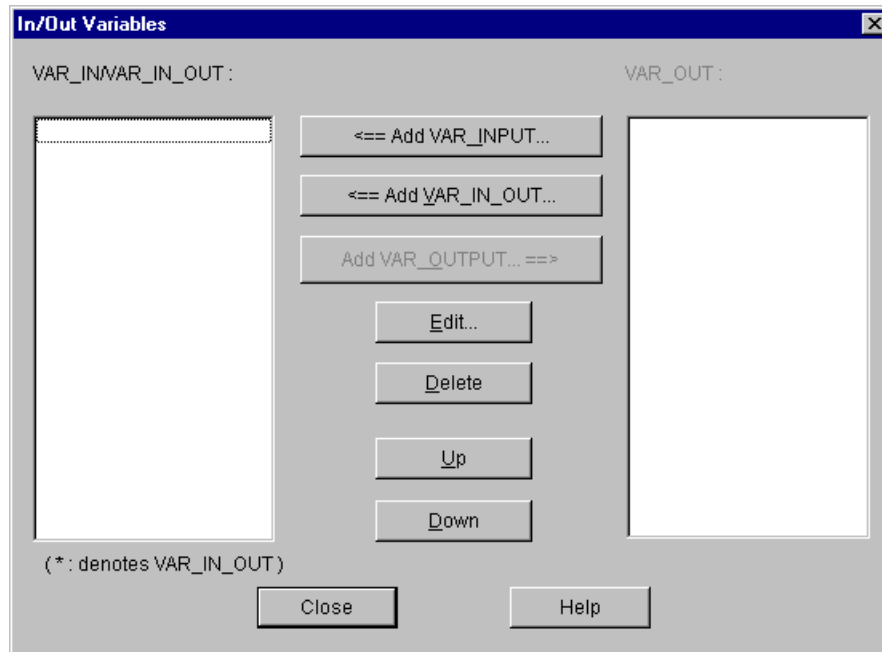 In/Out Variables
VAR_IN/VAR_IN_OUT :
VAR_OUT :
<== Add VAR_INPUT...
<== Add VAR_IN_OUT...
Add VAR_OUTPUT... ==>
Edit...
Delete
Up
Down
( * : denotes VAR_IN_OUT )
Close
Help